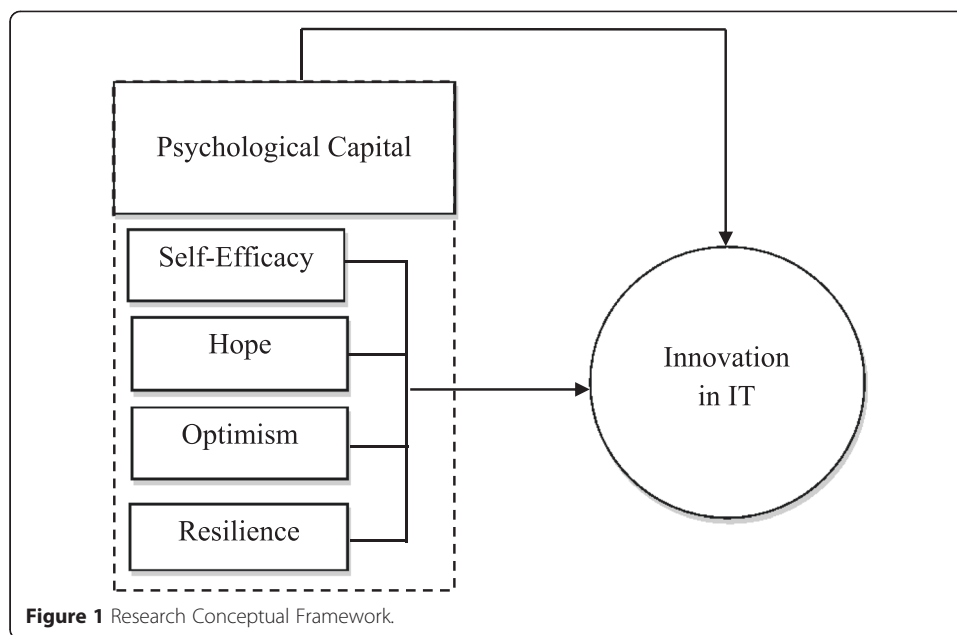 Psychological Capital
Self-Efficacy
Hope
Optimism
Resilience
Innovation
in IT
Figure 1 Research Conceptual Framework.